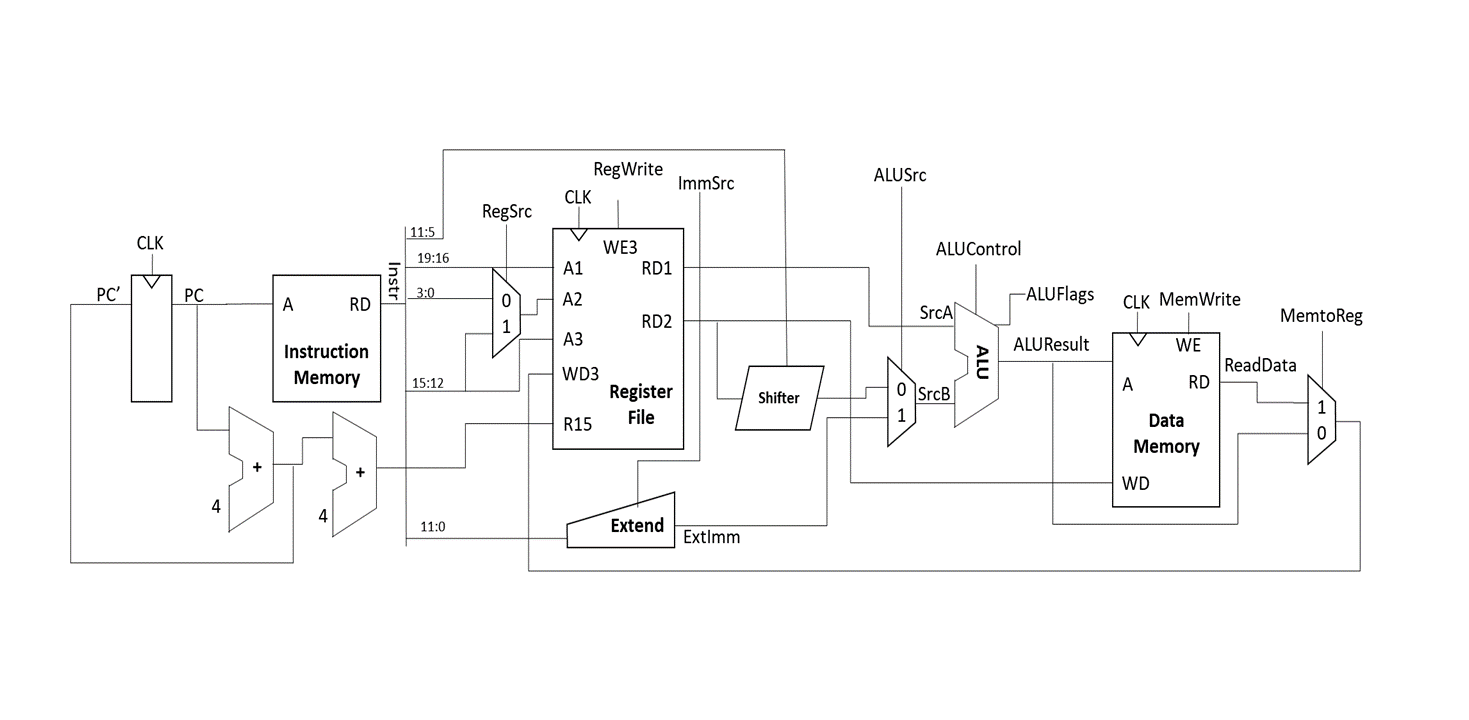 RegWrite
ImmSrc
ALUSrc
CLK
RegSrc
11:5
CLK
WE3
ALUControl
19:16
A1
RD1
Instr
PC’
PC
A
RD
3:0
0
A2
ALUFlags
CLK
MemWrite
1
RD2
SrcA
MemtoReg
Instruction
Memory
A3
ALUResult
WE
15:12
WD3
ALU
ReadData
Register
File
Shifter
0
SrcB
1
A
RD
1
0
Data
Memory
R15
+
4
+
4
WD
11:0
Extend
ExtImm